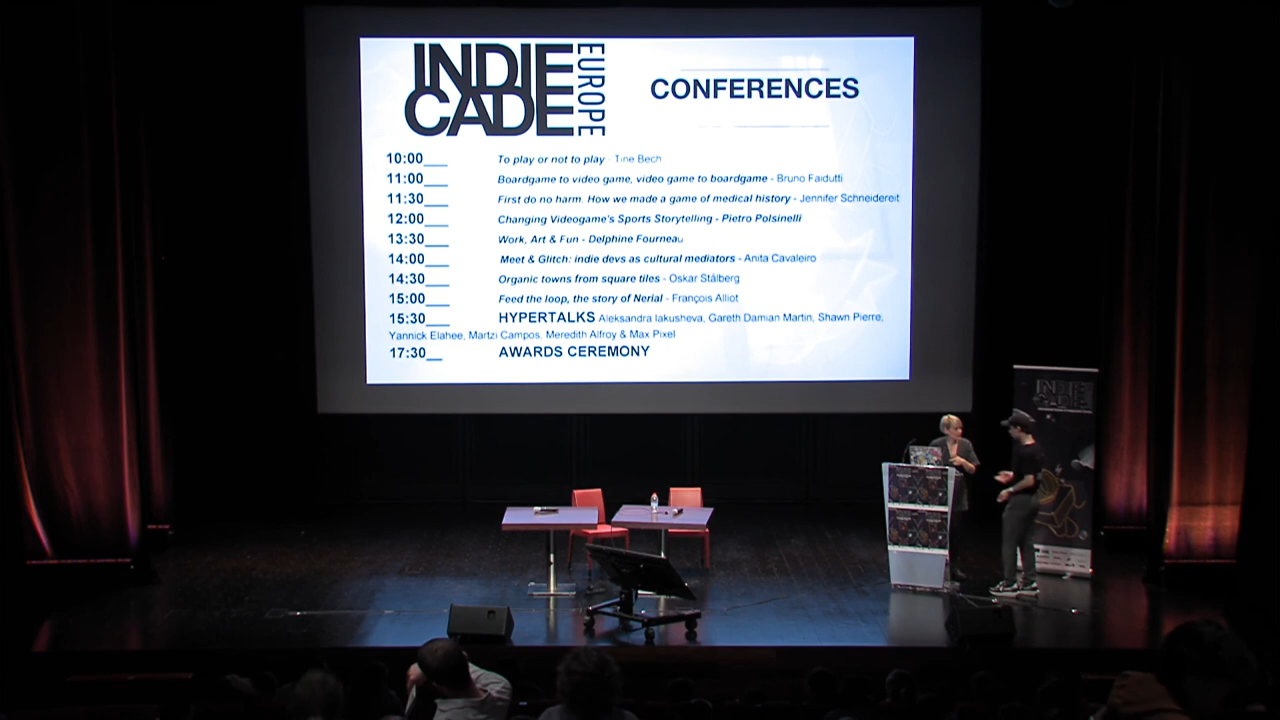 INDIE
CADE
EUROPE
CONFERENCES
10:00___ To play or not to play - Tine Bech
11:00___ Boardgame to video game, video game to boardgame - Bruno Faidutti
11:30___ First do no harm. How we made a game of medical history - Jennifer Schneidereit
12:00___ Changing Videogame's Sports Storytelling - Pietro Polsinelli
13:30___ Work, Art & Fun - Delphine Fourneau
14:00___ Meet & Glitch: indie devs as cultural mediators - Anita Cavaleiro
14:30___ Organic towns from square tiles - Oskar Stålberg
15:00___ Feed the loop, the story of Nerial - François Alliot
15:30___ HYPERTALKS Aleksandra Iakusheva, Gareth Damian Martin, Shawn Pierre,
Yannick Elahee, Martzi Campos, Meredith Alfroy & Max Pixel
17:30__ AWARDS CEREMONY
INDIE
CADE